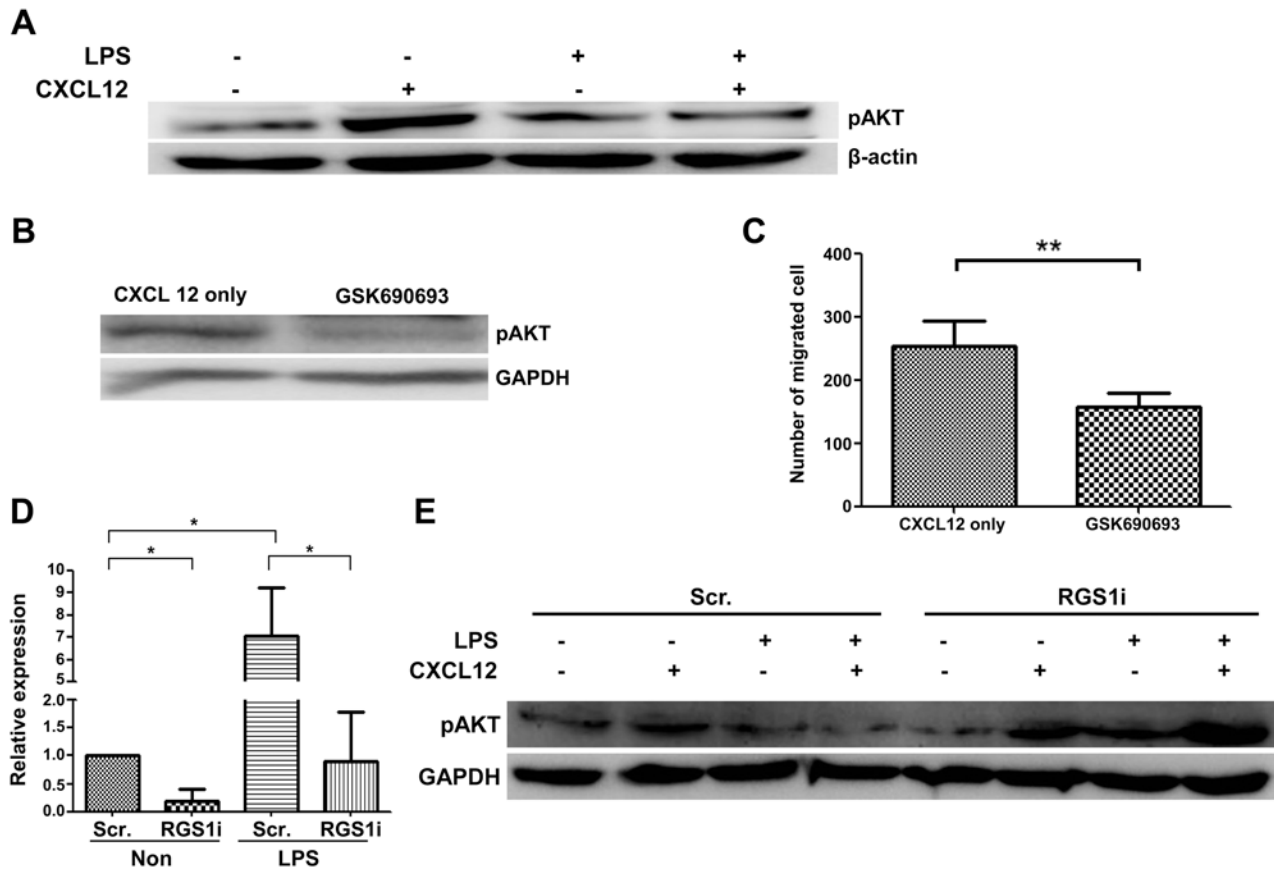 A
LPS - - + +
CXCL12 - + - +
pAKT
β-actin
B
CXCL 12 only GSK690693
pAKT
GAPDH
C
Number of migrated cell
400
300
200
100
0
**
CXCL12 only GSK690693
D
Relative expression
10
9
8
7
6
5
2.0
1.5
1.0
0.5
0.0
*
* *
Scr. RGS1i Scr. RGS1i
Non LPS
E
Scr. RGS1i
LPS - - + + - - + +
CXCL12 - + - + - + - +
pAKT
GAPDH